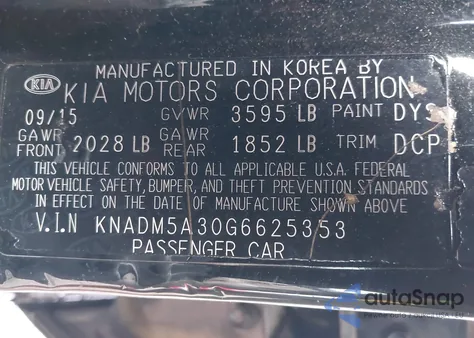 MANUFACTURED IN KOREA BY
KIA KIA MOTORS CORPORATION
09/15 GVWR 3595 LB PAINT DYS
GAWR FRONT 2028 LB GAWR REAR 1852 LB TRIM DCP
THIS VEHICLE CONFORMS TO ALL APPLICABLE U.S.A. FEDERAL
MOTOR VEHICLE SAFETY, BUMPER, AND THEFT PREVENTION STANDARDS
IN EFFECT ON THE DATE OF MANUFACTURE SHOWN ABOVE
V.I.N KNADM5A30G6625353
PASSENGER CAR
autoSnap